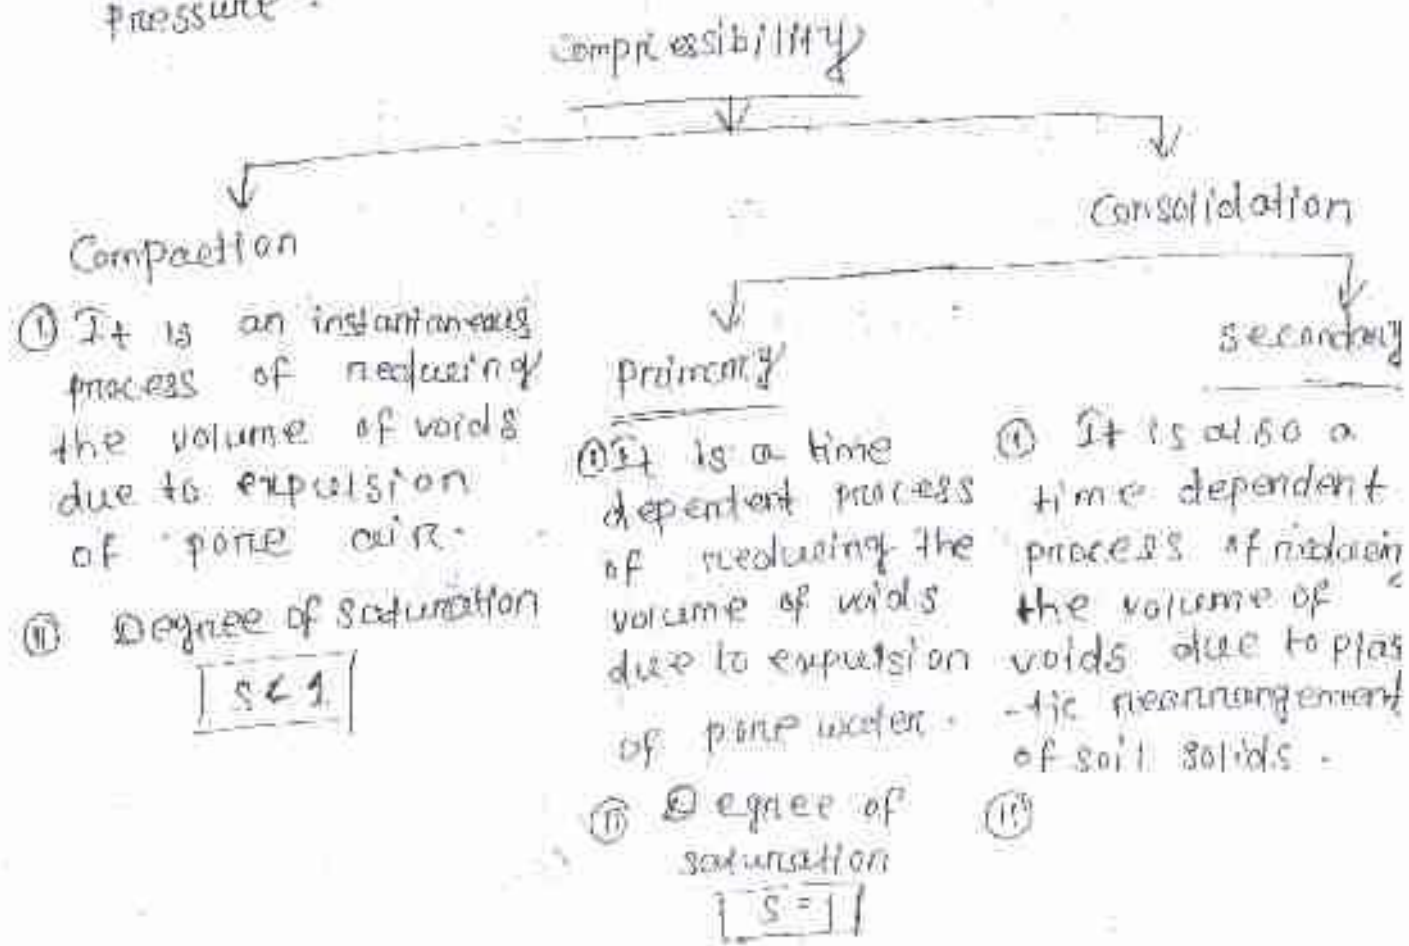 Pressure.
Compressibility
Compaction
Consolidation
① It is an instantaneous
process of reducing
the volume of voids
due to expulsion
of pore air.
⑪ Degree of saturation
S < 1
primary
① It is a time
dependent process
of reducing the
volume of voids
due to expulsion
of pore water.
⑪ Degree of
saturation
S = 1
secondary
① It is also a
time dependent
process of reducin
the volume of
voids due to plas
-tic rearrangement
of soil solids.
⑪